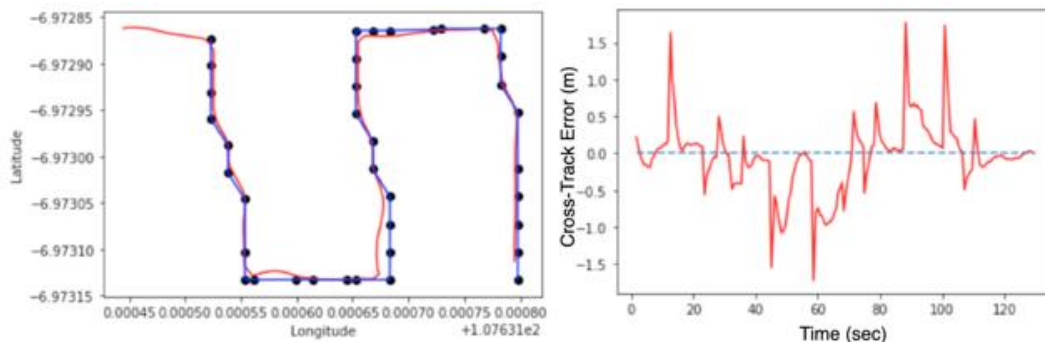 −6.97285
−6.97290
−6.97295
−6.97300
−6.97305
−6.97310
−6.97315
Latitude
0.00045 0.00050 0.00055 0.00060 0.00065 0.00070 0.00075 0.00080
Longitude
+1.07631e2
1.5
1.0
0.5
0.0
−0.5
−1.0
−1.5
Cross-Track Error (m)
0 20 40 60 80 100 120
Time (sec)